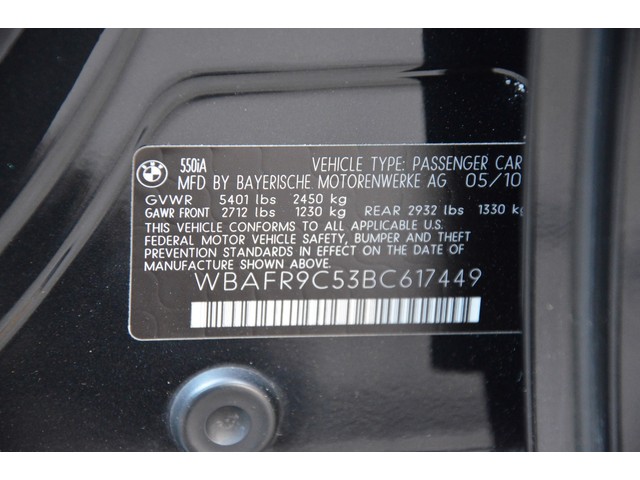 BMW
550iA VEHICLE TYPE: PASSENGER CAR
MFD BY BAYERISCHE MOTORENWERKE AG 05/10
GVWR 5401 lbs 2450 kg
GAWR FRONT 2712 lbs 1230 kg REAR 2932 lbs 1330 kg
THIS VEHICLE CONFORMS TO ALL APPLICABLE U.S.
FEDERAL MOTOR VEHICLE SAFETY, BUMPER AND THEFT
PREVENTION STANDARDS IN EFFECT ON THE DATE OF
MANUFACTURE SHOWN ABOVE.
WBAFR9C53BC617449